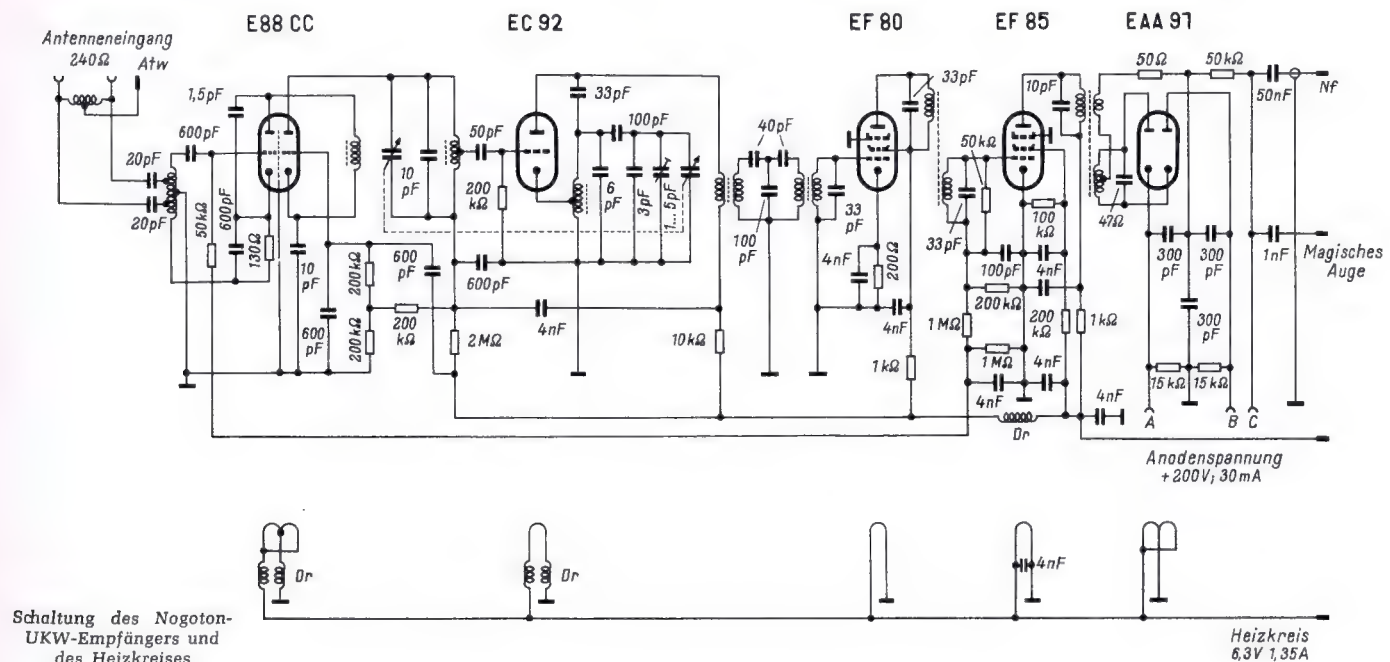 E88 CC
EC 92
EF 80
EF 85
EAA 97
Antenneneingang
240Ω
Atw
1,5pF
600pF
20pF
20pF
50kΩ
600pF
130Ω
10
pF
600
pF
200kΩ
200kΩ
200
kΩ
600
pF
10
pF
50pF
200
kΩ
600pF
2MΩ
4nF
33pF
100pF
6
pF
3pF
1...5pF
10kΩ
40pF
100
pF
33
pF
4nF
200Ω
4nF
1kΩ
33pF
50kΩ
33pF
10pF
100
kΩ
100pF
4nF
200kΩ
200
kΩ
1MΩ
1MΩ
4nF
4nF
1kΩ
Dr
4nF
50Ω
50kΩ
50nF
Nf
47Ω
300
pF
300
pF
300
pF
1nF
Magisches
Auge
15kΩ
15kΩ
A
B
C
Anodenspannung
+200V; 30mA
Dr
Dr
4nF
Schaltung des Nogoton-
UKW-Empfängers und
des Heizkreises
Heizkreis
6,3V 1,35A